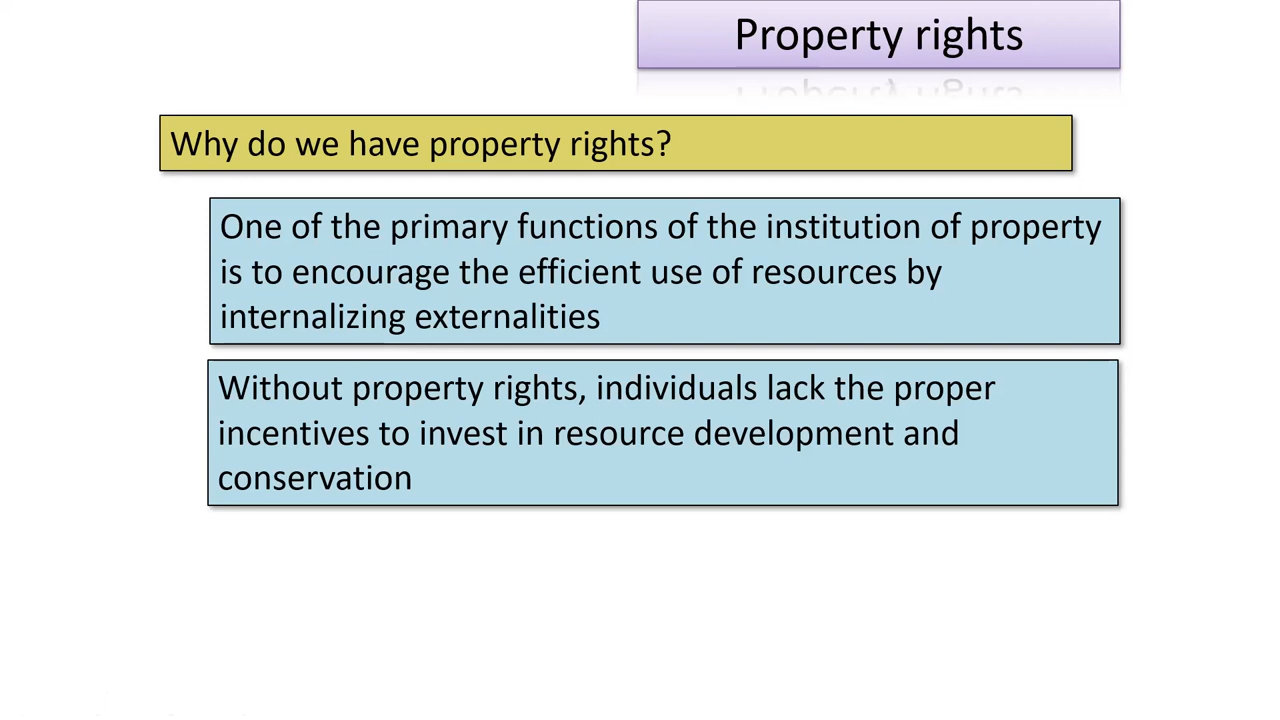 Property rights
Why do we have property rights?
One of the primary functions of the institution of property
is to encourage the efficient use of resources by
internalizing externalities
Without property rights, individuals lack the proper
incentives to invest in resource development and
conservation